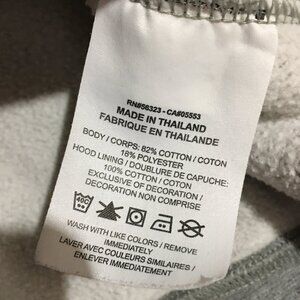 RN#56323 - CA#05553
MADE IN THAILAND
FABRIQUE EN THAILANDE
BODY / CORPS: 82% COTTON / COTON
18% POLYESTER
HOOD LINING / DOUBLURE DE CAPUCHE:
100% COTTON / COTON
EXCLUSIVE OF DECORATION /
DECORATION NON COMPRISE
40C
WASH WITH LIKE COLORS / REMOVE
IMMEDIATELY
LAVER AVEC COULEURS SIMILAIRES /
ENLEVER IMMEDIATEMENT